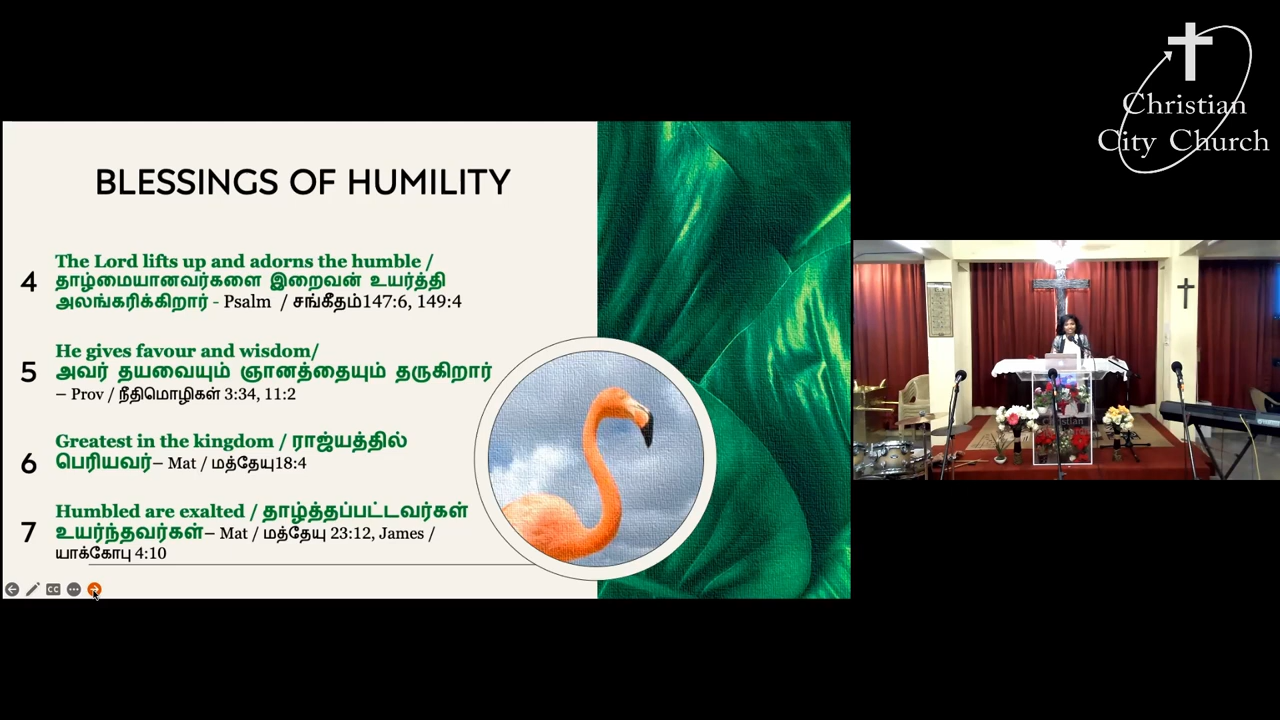 Christian
City Church
BLESSINGS OF HUMILITY
4
The Lord lifts up and adorns the humble /
தாழ்மையானவர்களை இறைவன் உயர்த்தி
அலங்கரிக்கிறார் - Psalm / சங்கீதம்147:6, 149:4
5
He gives favour and wisdom/
அவர் தயவையும் ஞானத்தையும் தருகிறார்
– Prov / நீதிமொழிகள் 3:34, 11:2
6
Greatest in the kingdom / ராஜ்யத்தில்
பெரியவர்– Mat / மத்தேயு18:4
7
Humbled are exalted / தாழ்த்தப்பட்டவர்கள்
உயர்ந்தவர்கள்– Mat / மத்தேயு 23:12, James /
யாக்கோபு 4:10
CC
Christian